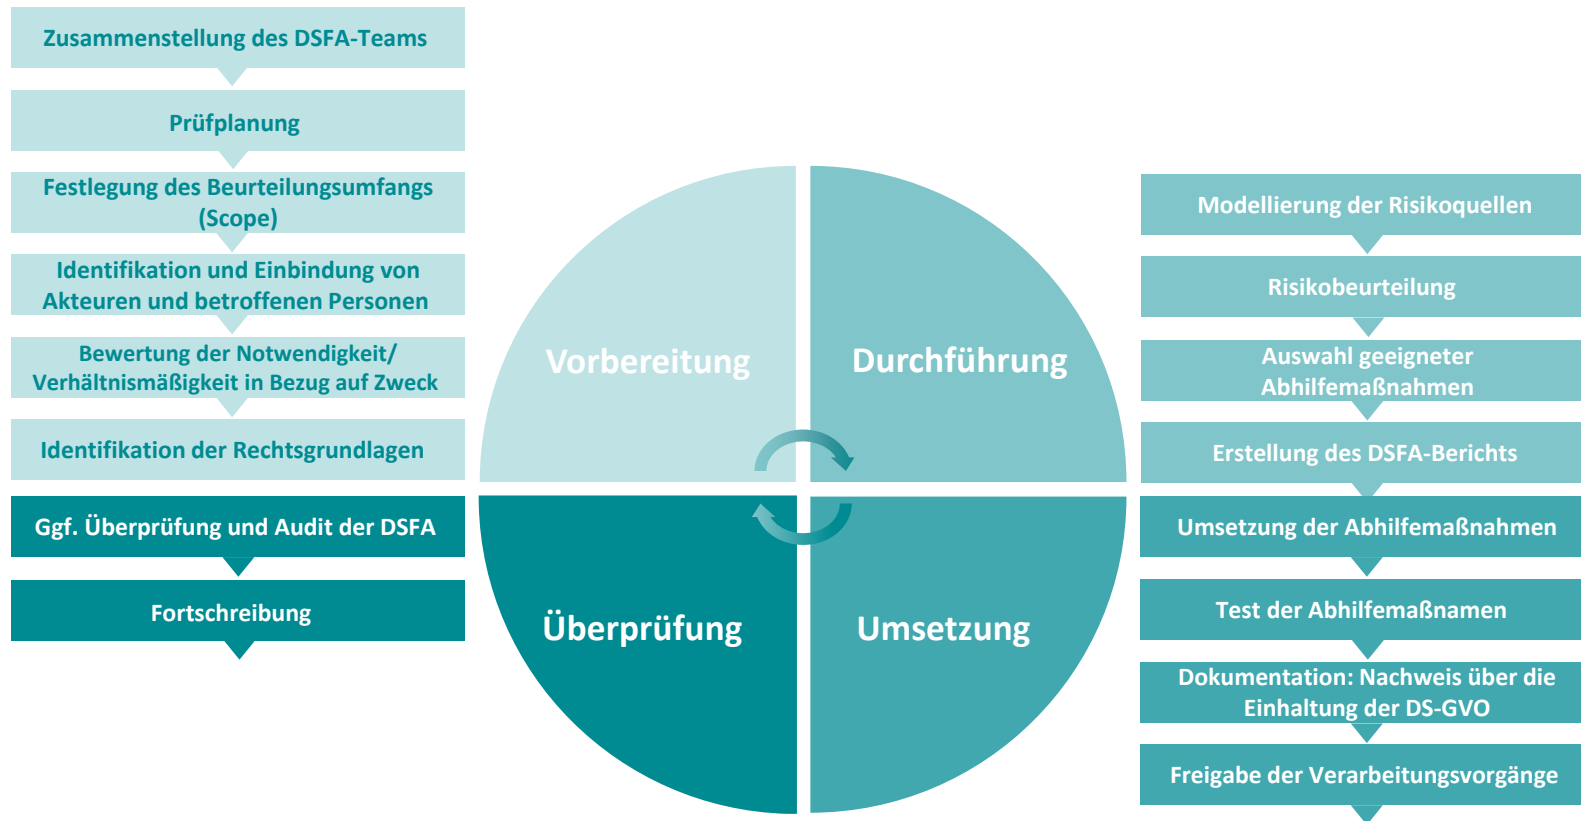 Zusammenstellung des DSFA-Teams
Prüfplanung
Festlegung des Beurteilungsumfangs
(Scope)
Identifikation und Einbindung von
Akteuren und betroffenen Personen
Bewertung der Notwendigkeit/
Verhältnismäßigkeit in Bezug auf Zweck
Identifikation der Rechtsgrundlagen
Ggf. Überprüfung und Audit der DSFA
Fortschreibung
Vorbereitung
Durchführung
Überprüfung
Umsetzung
Modellierung der Risikoquellen
Risikobeurteilung
Auswahl geeigneter
Abhilfemaßnahmen
Erstellung des DSFA-Berichts
Umsetzung der Abhilfemaßnahmen
Test der Abhilfemaßnamen
Dokumentation: Nachweis über die
Einhaltung der DS-GVO
Freigabe der Verarbeitungsvorgänge